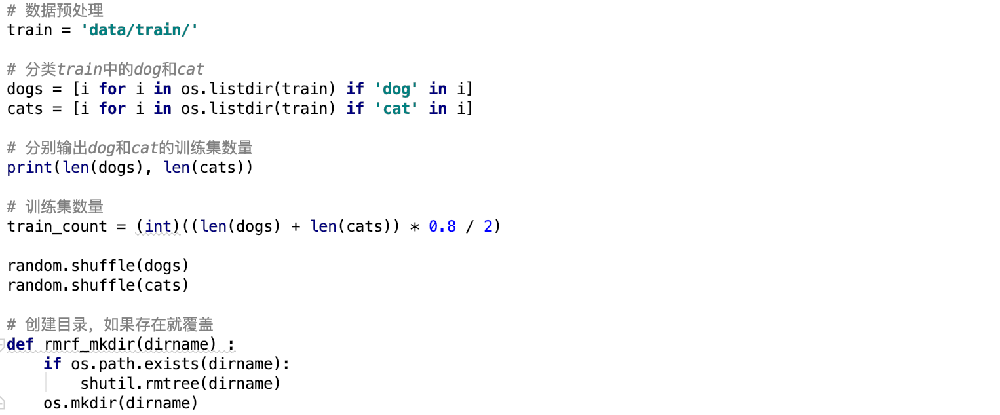 # 数据预处理
train = 'data/train/'
# 分类train中的dog和cat
dogs = [i for i in os.listdir(train) if 'dog' in i]
cats = [i for i in os.listdir(train) if 'cat' in i]
# 分别输出dog和cat的训练集数量
print(len(dogs), len(cats))
# 训练集数量
train_count = (int)((len(dogs) + len(cats)) * 0.8 / 2)
random.shuffle(dogs)
random.shuffle(cats)
# 创建目录，如果存在就覆盖
def rmrf_mkdir(dirname) :
    if os.path.exists(dirname):
        shutil.rmtree(dirname)
    os.mkdir(dirname)